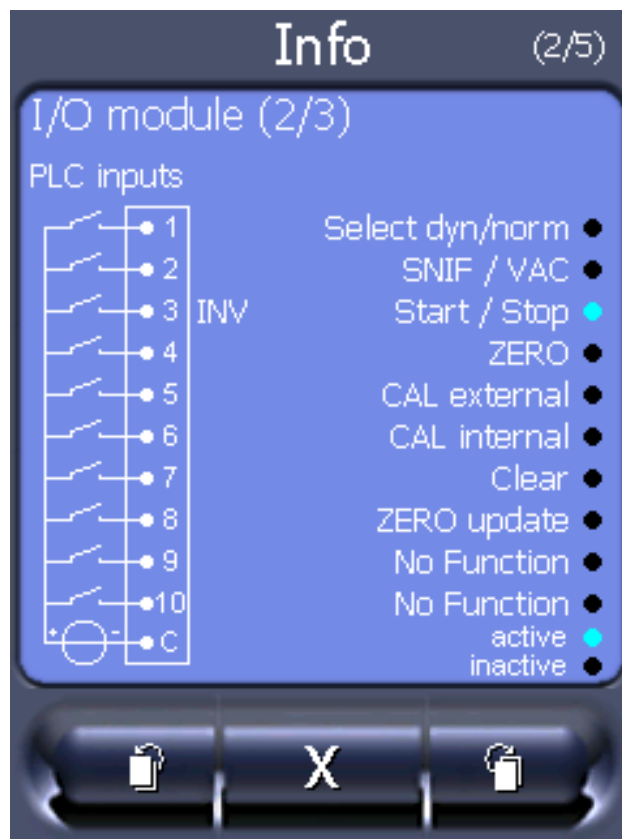 Info (2/5)
I/O module (2/3)
PLC inputs
1 Select dyn/norm
2 SNIF / VAC
3 INV Start / Stop
4 ZERO
5 CAL external
6 CAL internal
7 Clear
8 ZERO update
9 No Function
10 No Function
+ - C active
inactive
X